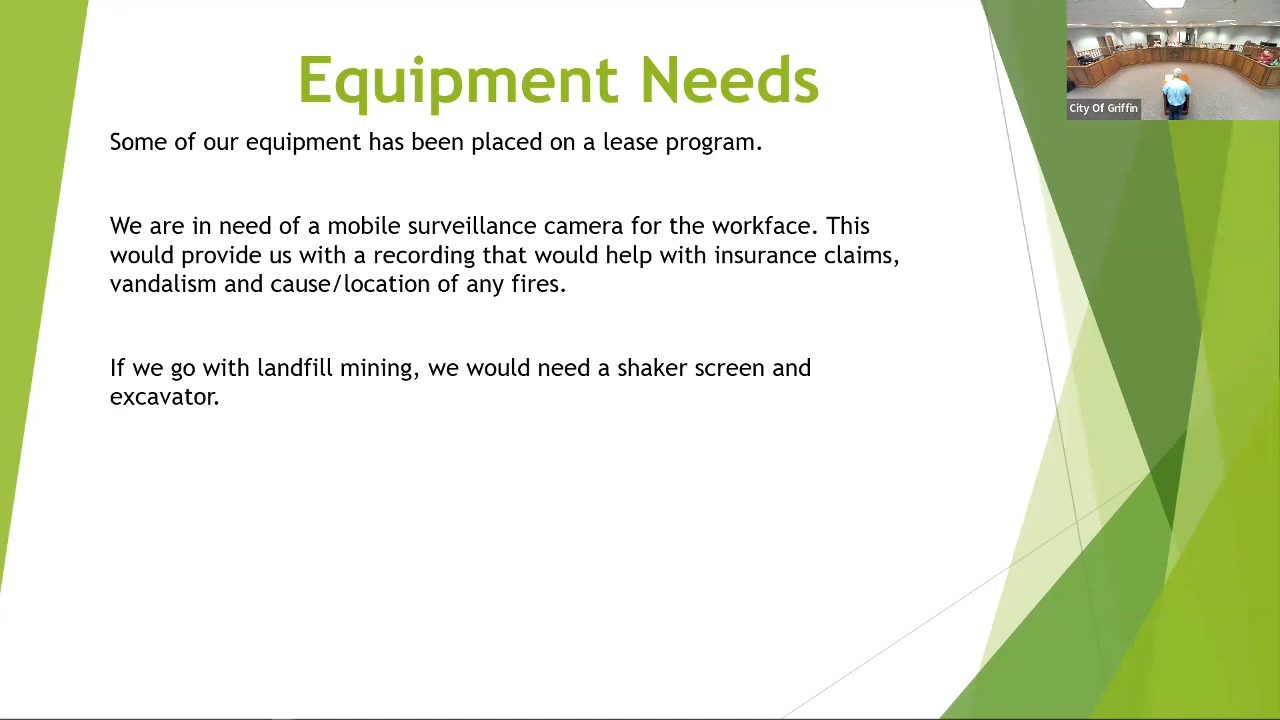 Equipment Needs
Some of our equipment has been placed on a lease program.
We are in need of a mobile surveillance camera for the workface. This
would provide us with a recording that would help with insurance claims,
vandalism and cause/location of any fires.
If we go with landfill mining, we would need a shaker screen and
excavator.
City Of Griffin